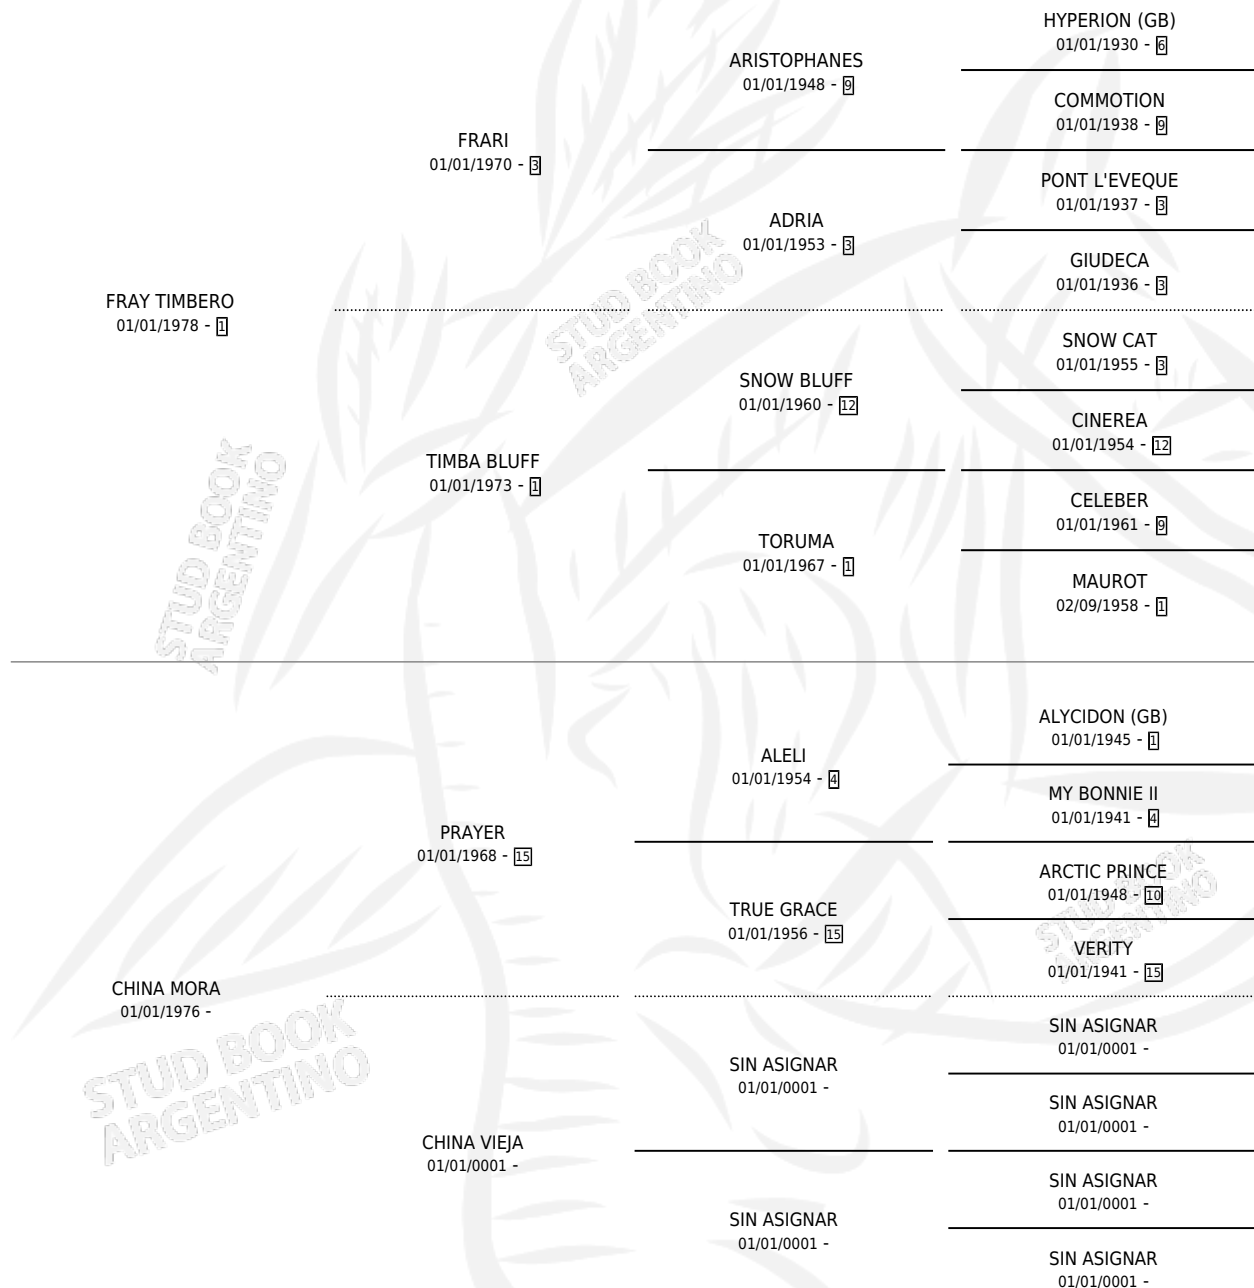 HYPERION (GB)
01/01/1930 - 6
ARISTOPHANES
01/01/1948 - 9
COMMOTION
01/01/1938 - 9
FRARI
01/01/1970 - 3
PONT L'EVEQUE
01/01/1937 - 3
ADRIA
01/01/1953 - 3
GIUDECA
01/01/1936 - 3
FRAY TIMBERO
01/01/1978 - 1
STUD BOOK
ARGENTINO
SNOW CAT
01/01/1955 - 3
SNOW BLUFF
01/01/1960 - 12
CINEREA
01/01/1954 - 12
TIMBA BLUFF
01/01/1973 - 1
CELEBER
01/01/1961 - 9
TORUMA
01/01/1967 - 1
MAUROT
02/09/1958 - 1
STUD BOOK
ARGENTINO
ALYCIDON (GB)
01/01/1945 - 1
ALELI
01/01/1954 - 4
MY BONNIE II
01/01/1941 - 4
PRAYER
01/01/1968 - 15
ARCTIC PRINCE
01/01/1948 - 10
TRUE GRACE
01/01/1956 - 15
VERITY
01/01/1941 - 15
STUD BOOK
ARGENTINO
CHINA MORA
01/01/1976 -
SIN ASIGNAR
01/01/0001 -
SIN ASIGNAR
01/01/0001 -
SIN ASIGNAR
01/01/0001 -
STUD BOOK
ARGENTINO
CHINA VIEJA
01/01/0001 -
SIN ASIGNAR
01/01/0001 -
SIN ASIGNAR
01/01/0001 -
SIN ASIGNAR
01/01/0001 -